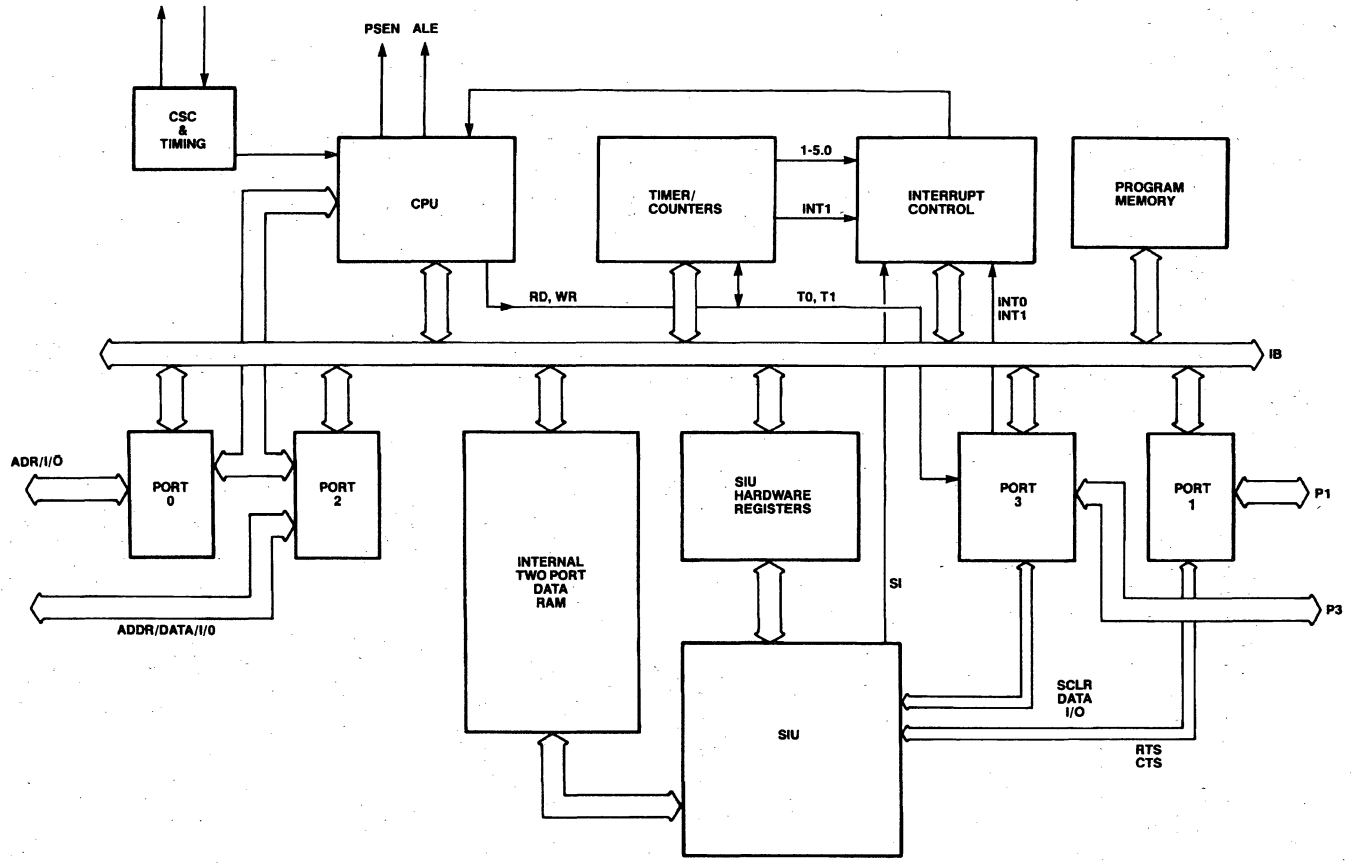 PSEN ALE
CSC
&
TIMING
CPU
TIMER/
COUNTERS
1-5.0
INT1
INTERRUPT
CONTROL
PROGRAM
MEMORY
RD, WR
T0, T1
INT0
INT1
IB
ADR/I/O
PORT
0
PORT
2
ADDR/DATA/I/0
INTERNAL
TWO PORT
DATA
RAM
SIU
HARDWARE
REGISTERS
SI
PORT
3
PORT
1
P1
P3
SIU
SCLR
DATA
I/O
RTS
CTS